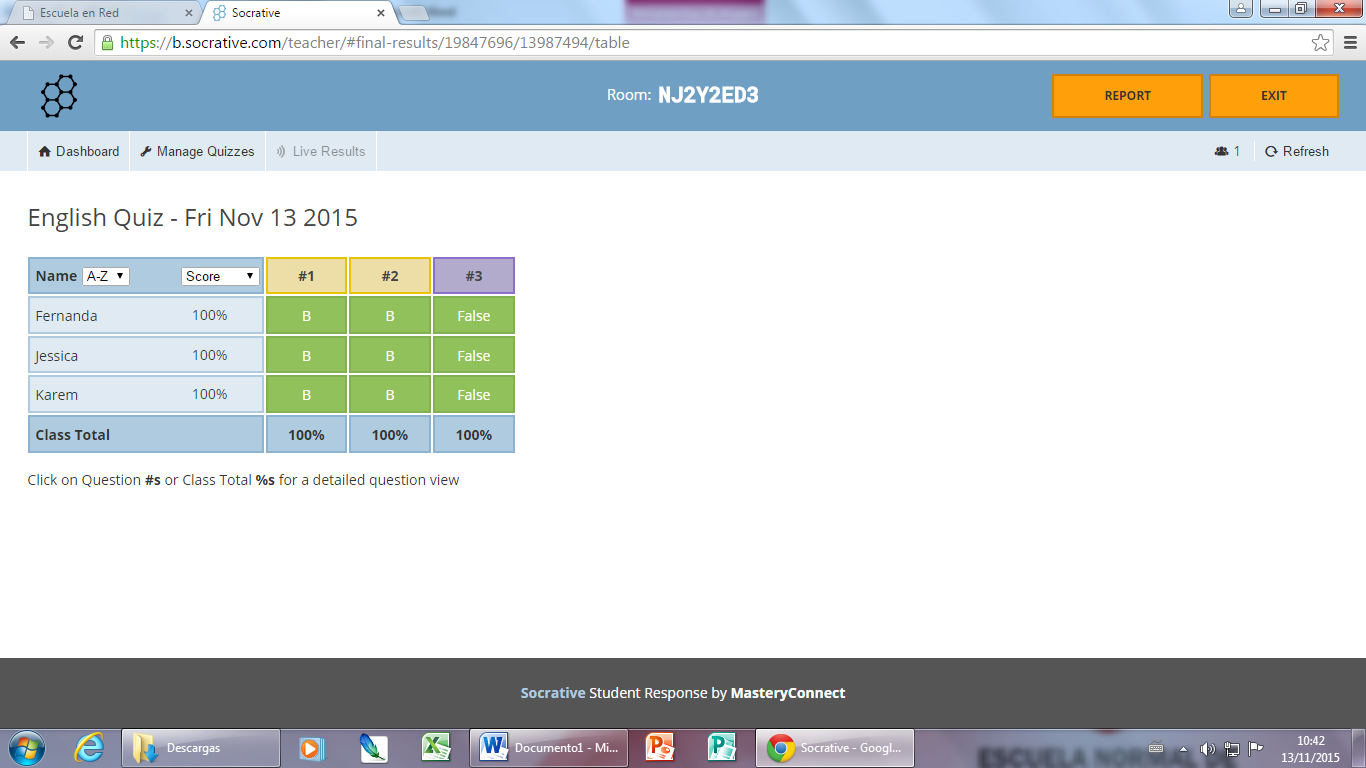 Escuela en Red
Socrative
https://b.socrative.com/teacher/#final-results/19847696/13987494/table
Room: NJ2Y2ED3
REPORT
EXIT
Dashboard
Manage Quizzes
Live Results
1
Refresh
English Quiz - Fri Nov 13 2015
Name A-Z Score #1 #2 #3
Fernanda 100% B B False
Jessica 100% B B False
Karem 100% B B False
Class Total 100% 100% 100%
Click on Question #s or Class Total %s for a detailed question view
Socrative Student Response by MasteryConnect
Descargas
Documento1 - Mi...
Socrative - Googl...
ESCUELA NORMAL DE
10:42
13/11/2015